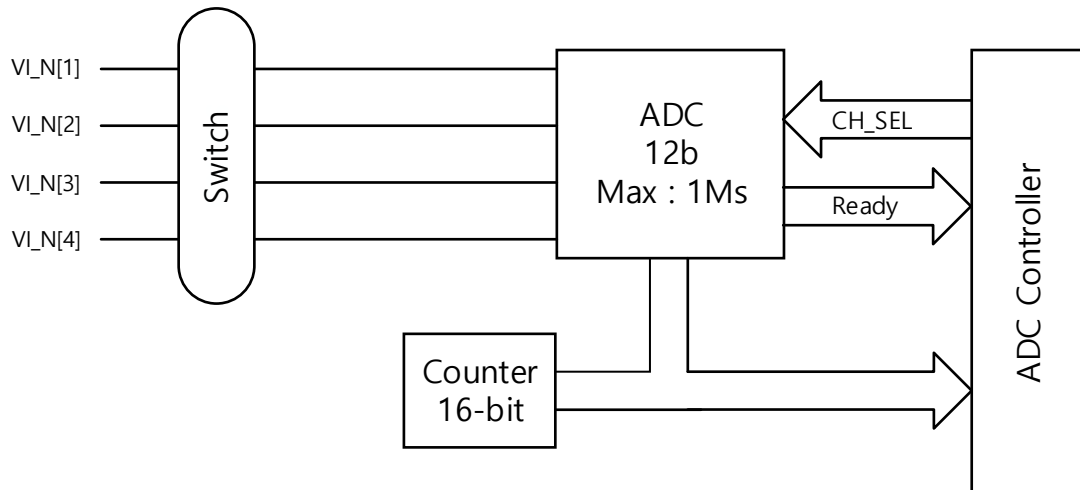 VI_N[1]
VI_N[2]
VI_N[3]
VI_N[4]
Switch
ADC
12b
Max : 1Ms
CH_SEL
Ready
Counter
16-bit
ADC Controller